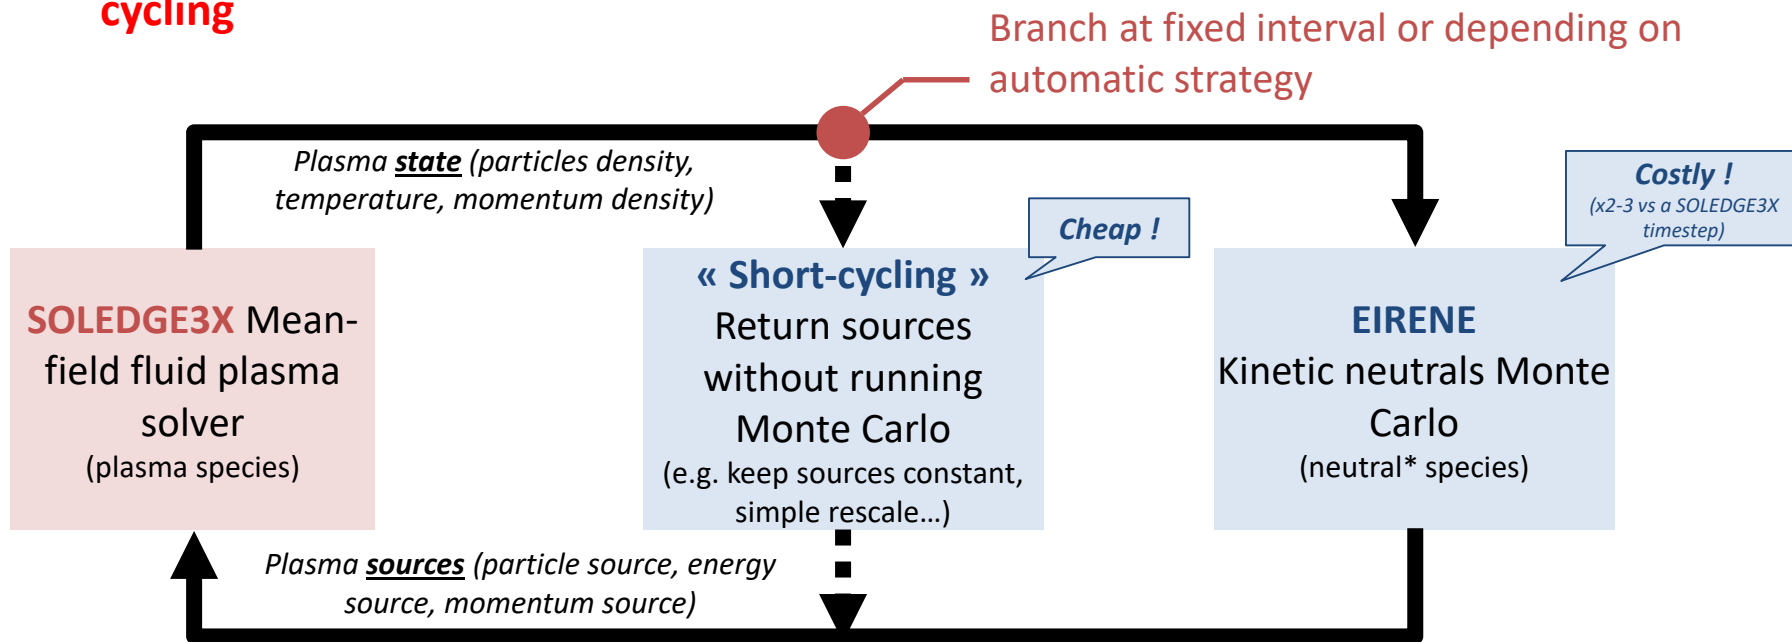 cycling
Branch at fixed interval or depending on
automatic strategy
Plasma state (particles density,
temperature, momentum density)
Costly !
(x2-3 vs a SOLEDGE3X
timestep)
Cheap !
SOLEDGE3X Mean-
field fluid plasma
solver
(plasma species)
« Short-cycling »
Return sources
without running
Monte Carlo
(e.g. keep sources constant,
simple rescale…)
EIRENE
Kinetic neutrals Monte
Carlo
(neutral* species)
Plasma sources (particle source, energy
source, momentum source)